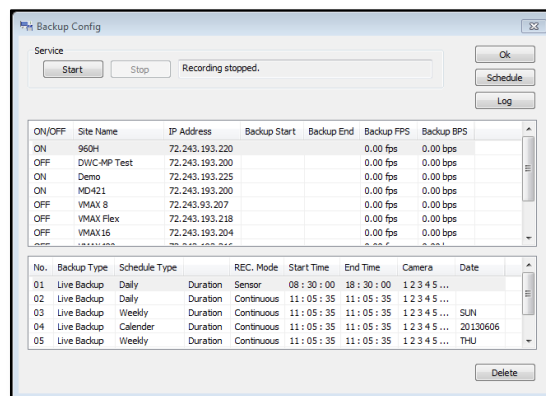 Backup Config
Service
Start Stop Recording stopped.
Ok
Schedule
Log
ON/OFF Site Name IP Address Backup Start Backup End Backup FPS Backup BPS
ON 960H 72.243.193.220 0.00 fps 0.00 bps
OFF DWC-MP Test 72.243.193.200 0.00 fps 0.00 bps
ON Demo 72.243.193.225 0.00 fps 0.00 bps
ON MD421 72.243.193.200 0.00 fps 0.00 bps
OFF VMAX 8 72.243.93.207 0.00 fps 0.00 bps
OFF VMAX Flex 72.243.193.218 0.00 fps 0.00 bps
OFF VMAX16 72.243.193.204 0.00 fps 0.00 bps
No. Backup Type Schedule Type REC. Mode Start Time End Time Camera Date
01 Live Backup Daily Duration Sensor 08 : 30 : 00 18 : 30 : 00 1 2 3 4 5 ...
02 Live Backup Daily Duration Continuous 11 : 05 : 35 11 : 05 : 35 1 2 3 4 5 ...
03 Live Backup Weekly Duration Continuous 11 : 05 : 35 11 : 05 : 35 1 2 3 4 5 ... SUN
04 Live Backup Calender Duration Continuous 11 : 05 : 35 11 : 05 : 35 1 2 3 4 5 ... 20130606
05 Live Backup Weekly Duration Continuous 11 : 05 : 35 11 : 05 : 35 1 2 3 4 5 ... THU
Delete